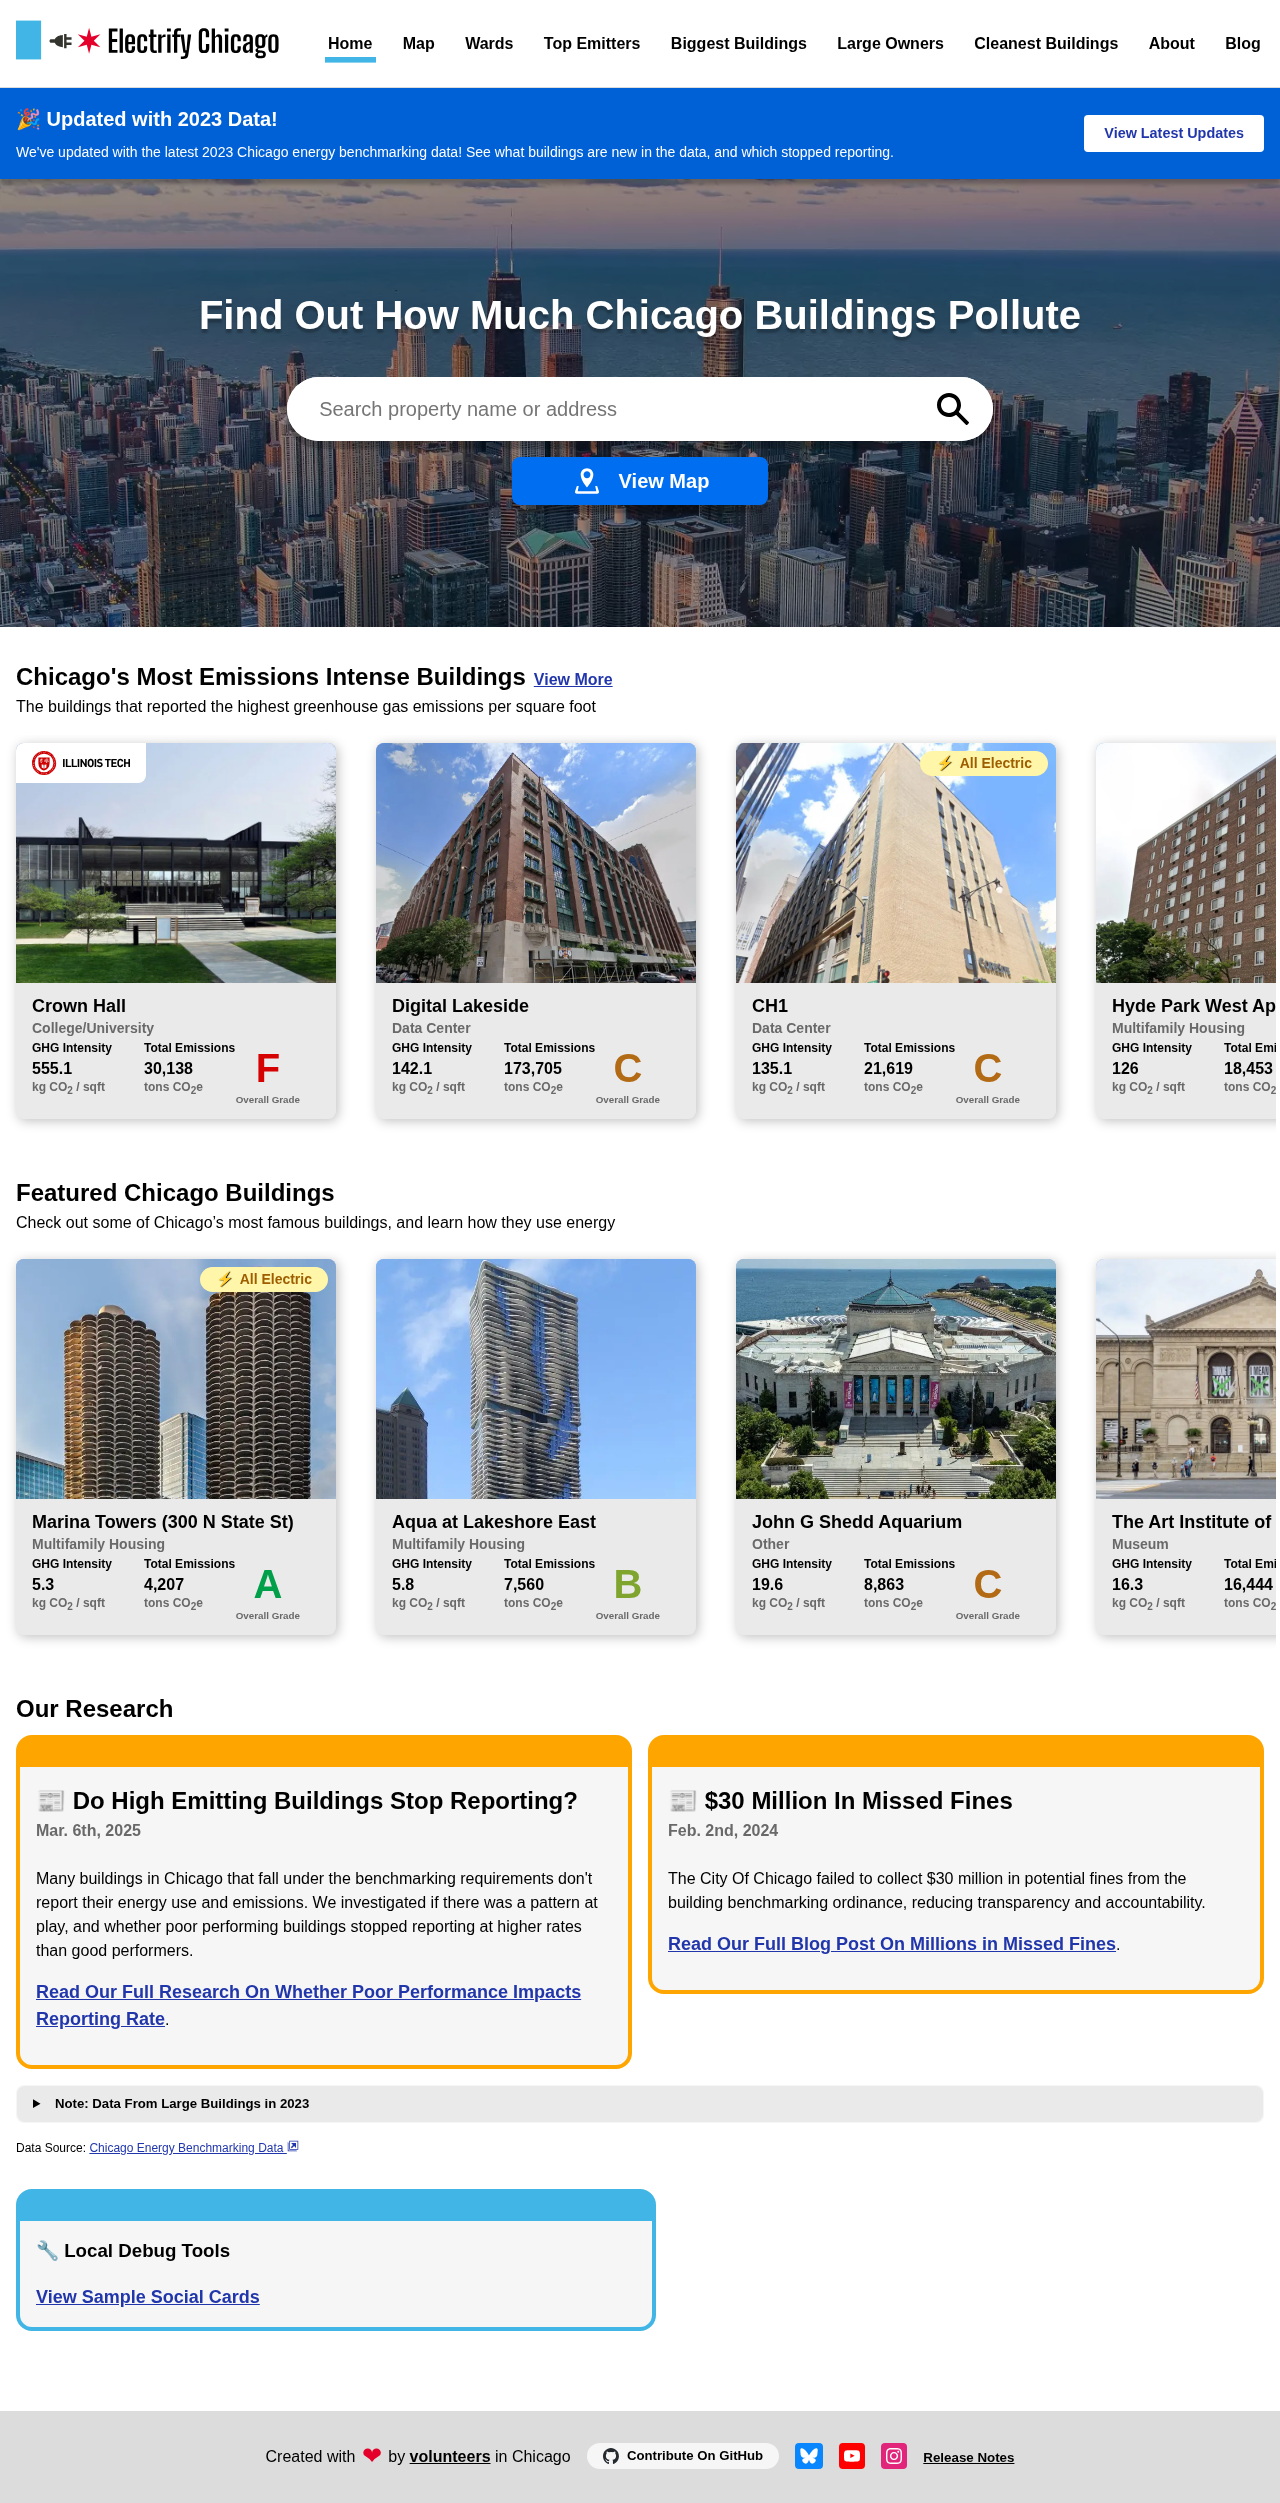 Electrify Chicago
Home Map Wards Top Emitters Biggest Buildings Large Owners Cleanest Buildings About Blog
🎉 Updated with 2023 Data!
We've updated with the latest 2023 Chicago energy benchmarking data! See what buildings are new in the data, and which stopped reporting.
View Latest Updates
Find Out How Much Chicago Buildings Pollute
Search property name or address
View Map
Chicago's Most Emissions Intense Buildings View More
The buildings that reported the highest greenhouse gas emissions per square foot
ILLINOIS TECH
Crown Hall
College/University
GHG Intensity Total Emissions
555.1 30,138
kg CO2 / sqft tons CO2e
F
Overall Grade
Digital Lakeside
Data Center
GHG Intensity Total Emissions
142.1 173,705
kg CO2 / sqft tons CO2e
C
Overall Grade
⚡ All Electric
CH1
Data Center
GHG Intensity Total Emissions
135.1 21,619
kg CO2 / sqft tons CO2e
C
Overall Grade
Hyde Park West Ap
Multifamily Housing
GHG Intensity Total Emi
126 18,453
kg CO2 / sqft tons CO2
Featured Chicago Buildings
Check out some of Chicago’s most famous buildings, and learn how they use energy
⚡ All Electric
Marina Towers (300 N State St)
Multifamily Housing
GHG Intensity Total Emissions
5.3 4,207
kg CO2 / sqft tons CO2e
A
Overall Grade
Aqua at Lakeshore East
Multifamily Housing
GHG Intensity Total Emissions
5.8 7,560
kg CO2 / sqft tons CO2e
B
Overall Grade
John G Shedd Aquarium
Other
GHG Intensity Total Emissions
19.6 8,863
kg CO2 / sqft tons CO2e
C
Overall Grade
The Art Institute of
Museum
GHG Intensity Total Emi
16.3 16,444
kg CO2 / sqft tons CO2
Our Research
📰 Do High Emitting Buildings Stop Reporting?
Mar. 6th, 2025
Many buildings in Chicago that fall under the benchmarking requirements don't
report their energy use and emissions. We investigated if there was a pattern at
play, and whether poor performing buildings stopped reporting at higher rates
than good performers.
Read Our Full Research On Whether Poor Performance Impacts
Reporting Rate.
📰 $30 Million In Missed Fines
Feb. 2nd, 2024
The City Of Chicago failed to collect $30 million in potential fines from the
building benchmarking ordinance, reducing transparency and accountability.
Read Our Full Blog Post On Millions in Missed Fines.
Note: Data From Large Buildings in 2023
Data Source: Chicago Energy Benchmarking Data
🔧 Local Debug Tools
View Sample Social Cards
Created with ❤ by volunteers in Chicago Contribute On GitHub Release Notes